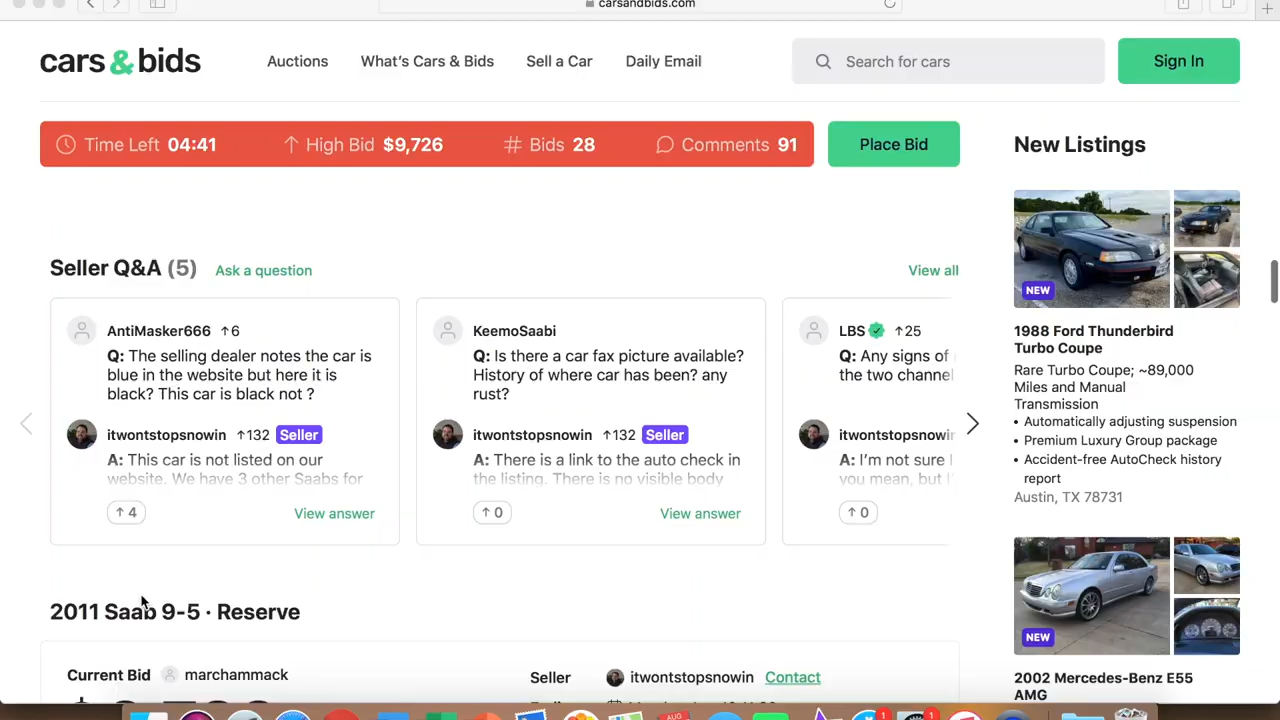 carsandbids.com
cars & bids
Auctions
What's Cars & Bids
Sell a Car
Daily Email
Search for cars
Sign In
Time Left 04:41
High Bid $9,726
# Bids 28
Comments 91
Place Bid
New Listings
Seller Q&A (5)
Ask a question
View all
AntiMasker666 ↑6
Q: The selling dealer notes the car is
blue in the website but here it is
black? This car is black not ?
itwontstopsnowin ↑132 Seller
A: This car is not listed on our
website. We have 3 other Saabs for
↑ 4
View answer
KeemoSaabi
Q: Is there a car fax picture available?
History of where car has been? any
rust?
itwontstopsnowin ↑132 Seller
A: There is a link to the auto check in
the listing. There is no visible body
↑ 0
View answer
LBS ↑25
Q: Any signs of
the two channel
itwontstopsnowin
A: I'm not sure
you mean, but
↑ 0
NEW
1988 Ford Thunderbird
Turbo Coupe
Rare Turbo Coupe; ~89,000
Miles and Manual
Transmission
• Automatically adjusting suspension
• Premium Luxury Group package
• Accident-free AutoCheck history
report
Austin, TX 78731
NEW
2002 Mercedes-Benz E55
AMG
2011 Saab 9-5 · Reserve
Current Bid marchammack
Seller itwontstopsnowin Contact
AUG
1
1